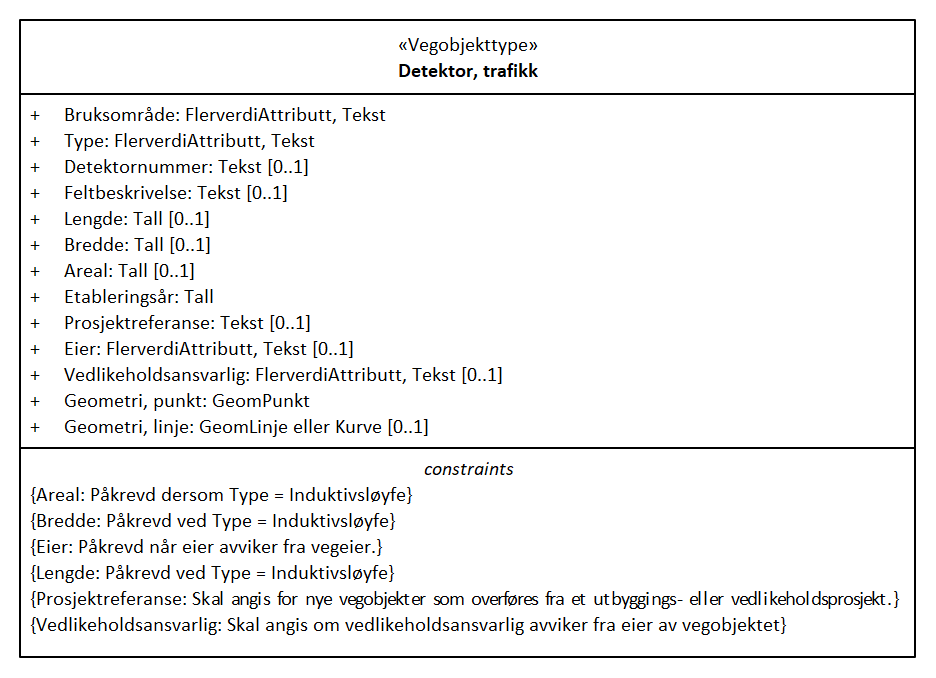 «Vegobjekttype»
Detektor, trafikk
+ Bruksområde: FlerverdiAttributt, Tekst
+ Type: FlerverdiAttributt, Tekst
+ Detektornummer: Tekst [0..1]
+ Feltbeskrivelse: Tekst [0..1]
+ Lengde: Tall [0..1]
+ Bredde: Tall [0..1]
+ Areal: Tall [0..1]
+ Etableringsår: Tall
+ Prosjektreferanse: Tekst [0..1]
+ Eier: FlerverdiAttributt, Tekst [0..1]
+ Vedlikeholdsansvarlig: FlerverdiAttributt, Tekst [0..1]
+ Geometri, punkt: GeomPunkt
+ Geometri, linje: GeomLinje eller Kurve [0..1]
constraints
{Areal: Påkrevd dersom Type = Induktivsløyfe}
{Bredde: Påkrevd ved Type = Induktivsløyfe}
{Eier: Påkrevd når eier avviker fra vegeier.}
{Lengde: Påkrevd ved Type = Induktivsløyfe}
{Prosjektreferanse: Skal angis for nye vegobjekter som overføres fra et utbyggings- eller vedlikeholdsprosjekt.}
{Vedlikeholdsansvarlig: Skal angis om vedlikeholdsansvarlig avviker fra eier av vegobjektet}